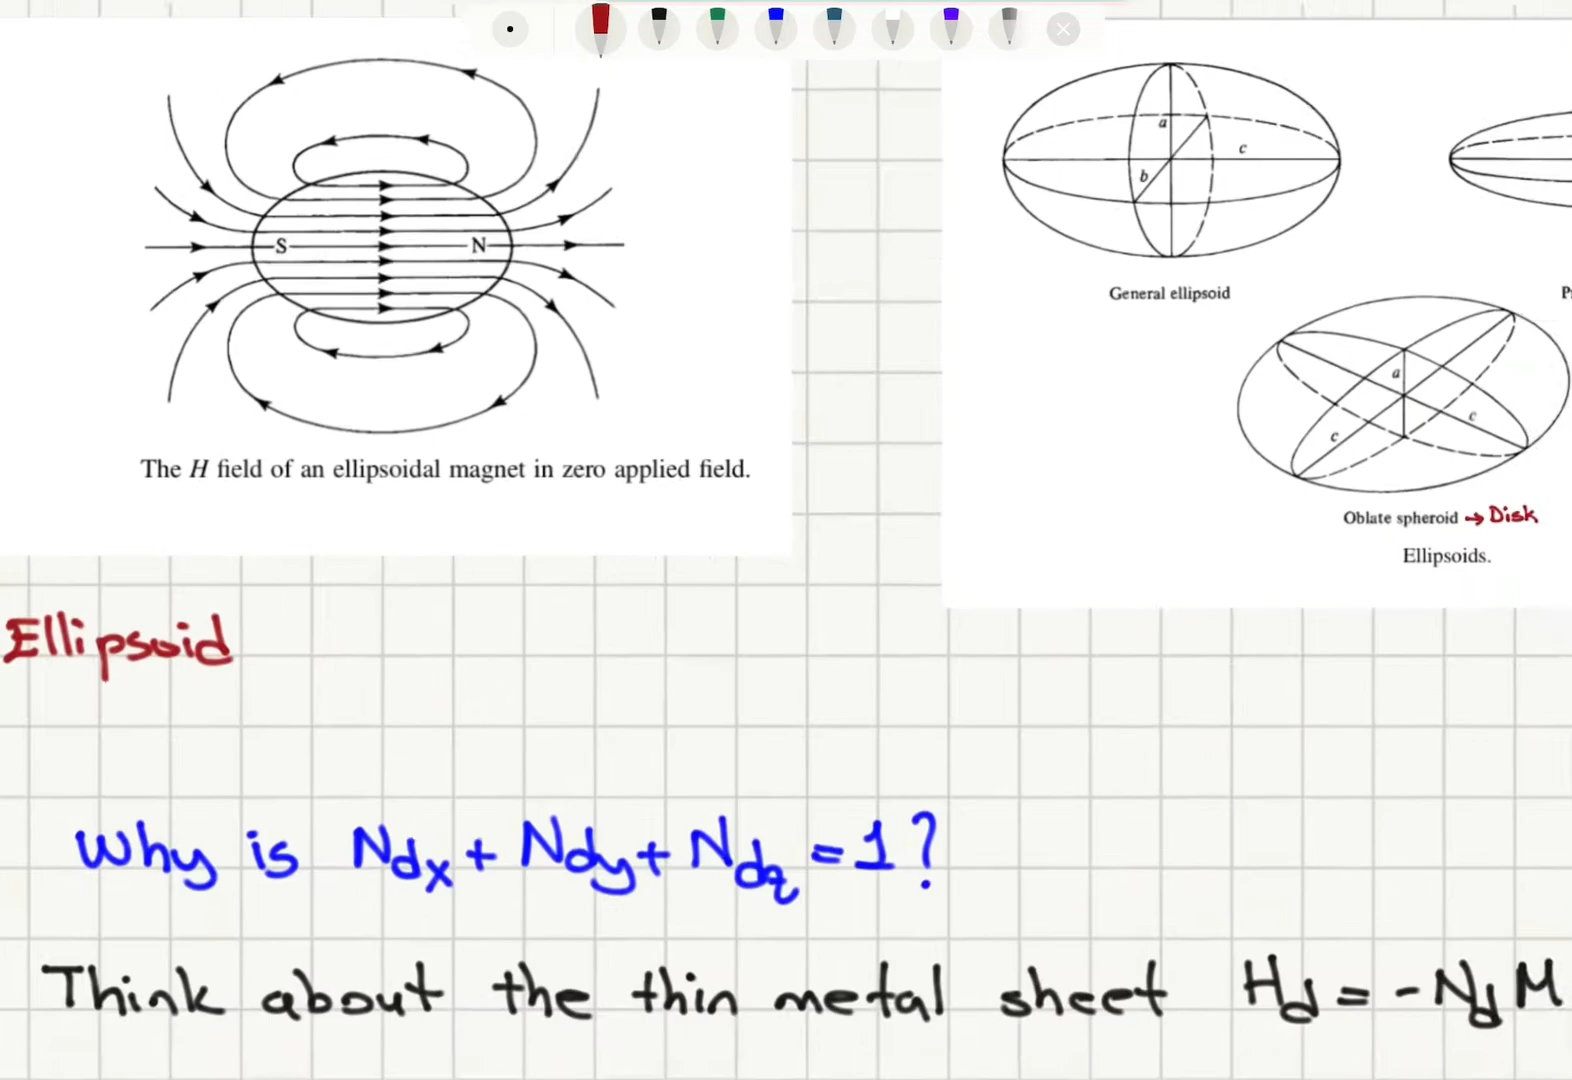 S N
The H field of an ellipsoidal magnet in zero applied field.
a
c
b
General ellipsoid
a
c
c
Oblate spheroid → Disk
Ellipsoids.
Ellipsoid
Why is Ndx + Ndy + Ndz = 1?
Think about the thin metal sheet Hd = -NdM